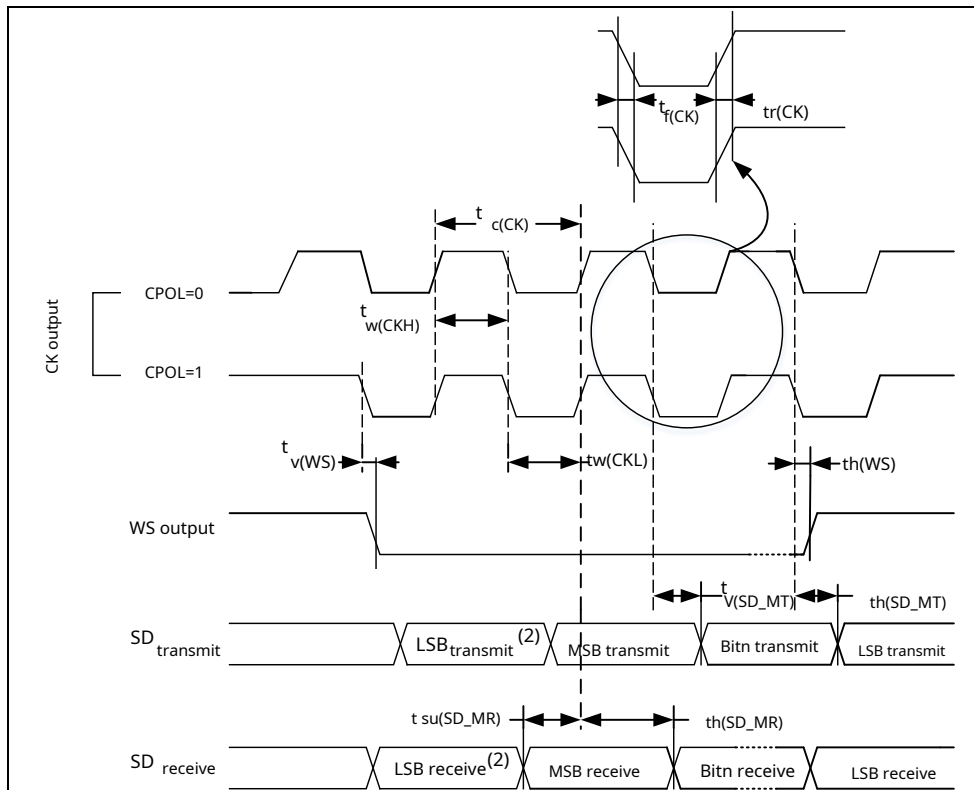 t f(CK)
tr(CK)
t c(CK)
CK output
CPOL=0
t w(CKH)
CPOL=1
t v(WS)
tw(CKL)
th(WS)
WS output
t V(SD_MT)
th(SD_MT)
SD transmit
LSB transmit (2)
MSB transmit
Bitn transmit
LSB transmit
t su(SD_MR)
th(SD_MR)
SD receive
LSB receive (2)
MSB receive
Bitn receive
LSB receive